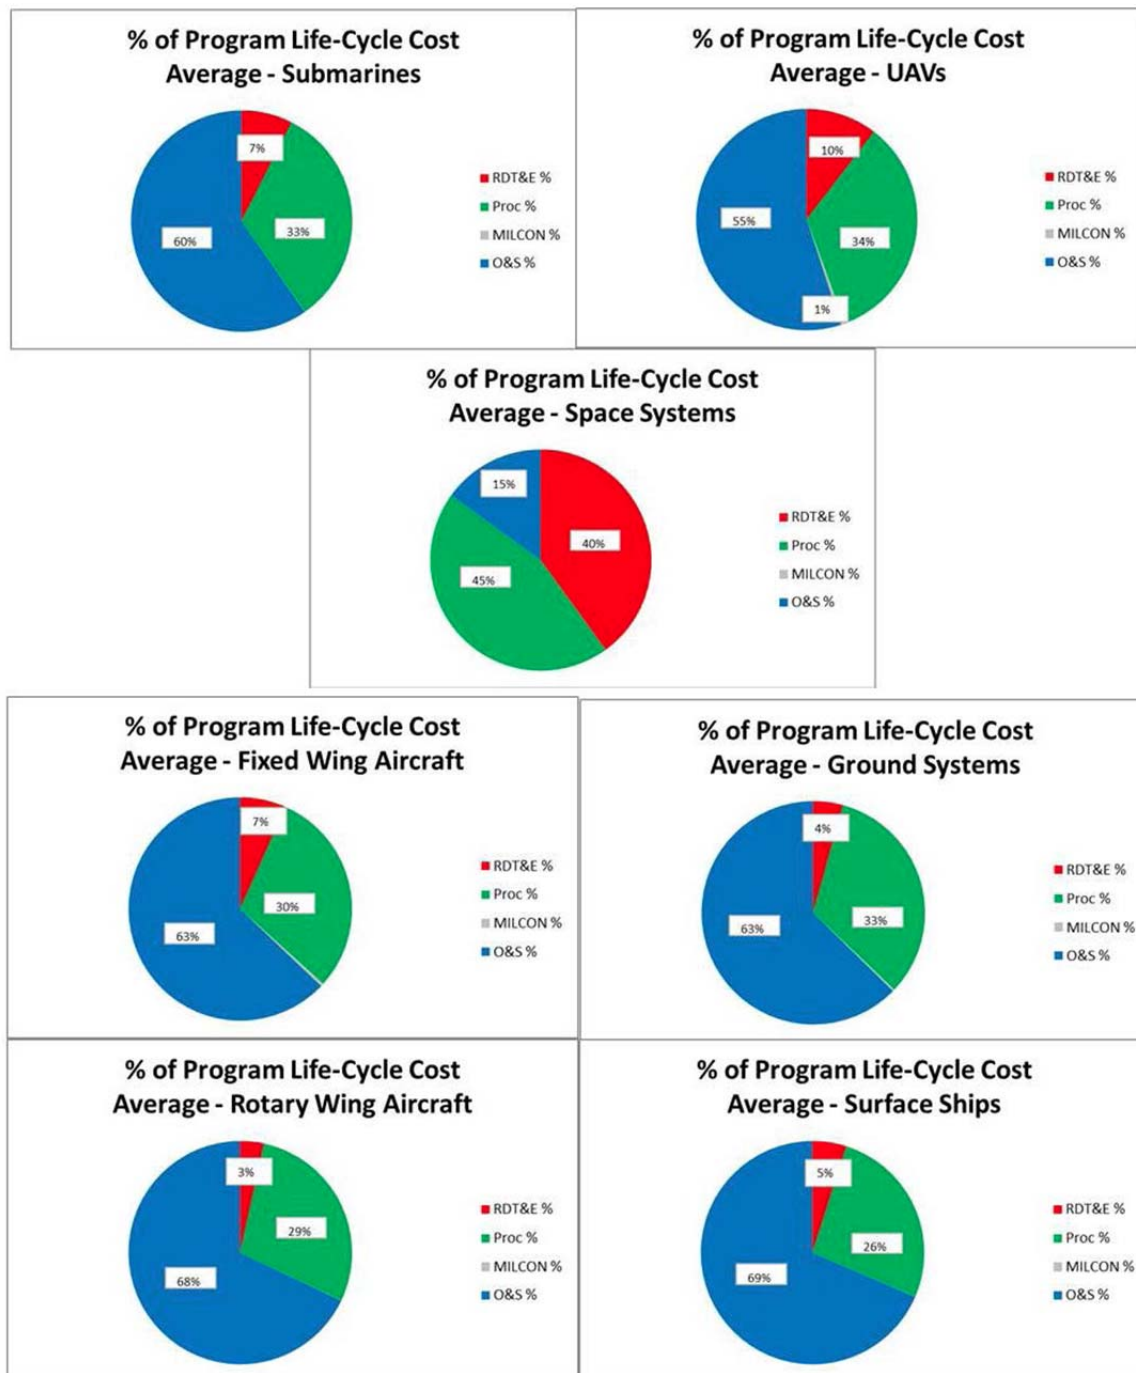 % of Program Life-Cycle Cost
Average - Submarines
7%
33%
60%
RDT&E %
Proc %
MILCON %
O&S %
% of Program Life-Cycle Cost
Average - UAVs
10%
55%
34%
1%
RDT&E %
Proc %
MILCON %
O&S %
% of Program Life-Cycle Cost
Average - Space Systems
15%
40%
45%
RDT&E %
Proc %
MILCON %
O&S %
% of Program Life-Cycle Cost
Average - Fixed Wing Aircraft
7%
30%
63%
RDT&E %
Proc %
MILCON %
O&S %
% of Program Life-Cycle Cost
Average - Ground Systems
4%
33%
63%
RDT&E %
Proc %
MILCON %
O&S %
% of Program Life-Cycle Cost
Average - Rotary Wing Aircraft
3%
29%
68%
RDT&E %
Proc %
MILCON %
O&S %
% of Program Life-Cycle Cost
Average - Surface Ships
5%
26%
69%
RDT&E %
Proc %
MILCON %
O&S %